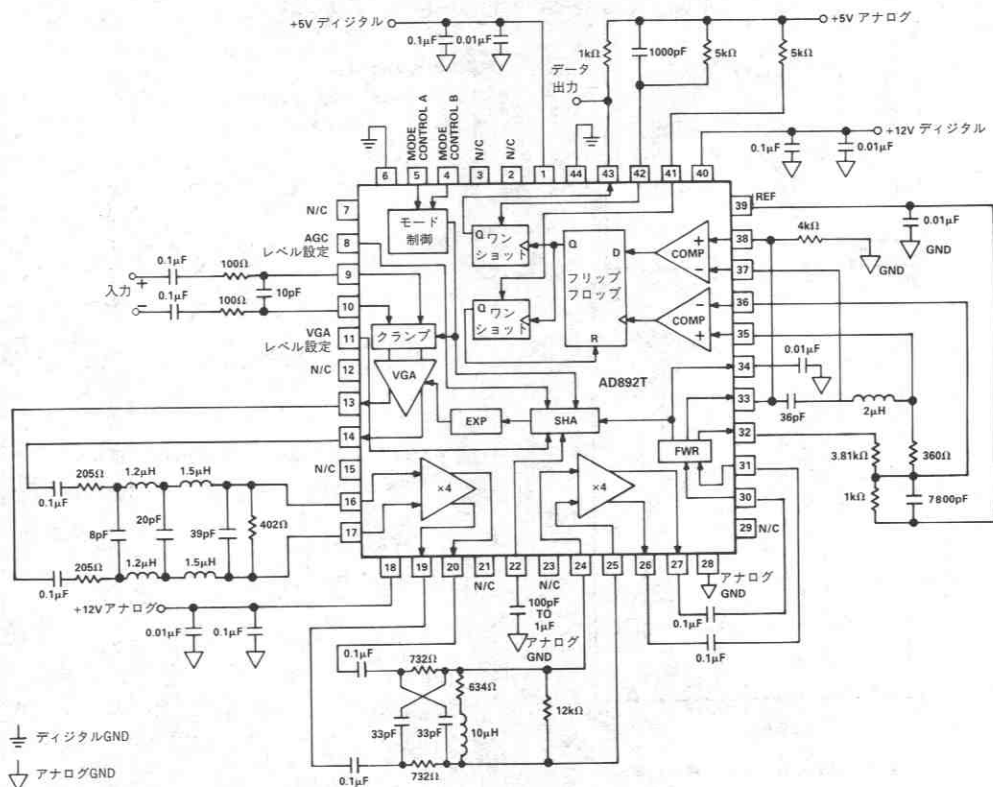 +5V ディジタル
0.1μF
0.01μF
1kΩ
1000pF
5kΩ
5kΩ
+5V アナログ
データ
出力
+12V ディジタル
0.1μF
0.01μF
MODE
CONTROL A
MODE
CONTROL B
N/C
N/C
6
5
4
3
2
1
44
43
42
41
40
N/C
7
AGC
レベル設定
8
9
10
VGA
レベル設定
11
N/C
12
13
14
N/C
15
16
17
入力
+
−
0.1μF
0.1μF
100Ω
100Ω
10pF
モード
制御
Q ワン
ショット
Q ワン
ショット
Q
D
フリップ
フロップ
R
+
COMP
−
−
COMP
+
AD892T
クランプ
VGA
EXP
SHA
FWR
×4
×4
39
REF
38
37
36
35
34
33
32
31
30
29
N/C
0.01μF
GND
4kΩ
GND
0.01μF
36pF
2μH
3.81kΩ
360Ω
1kΩ
7800pF
0.1μF
205Ω
1.2μH
1.5μH
8pF
20pF
39pF
402Ω
205Ω
1.2μH
1.5μH
0.1μF
18
19
20
21
N/C
22
23
N/C
24
25
26
27
28
アナログ
GND
+12V アナログ
0.01μF
0.1μF
100pF
TO
1μF
アナログ
GND
0.1μF
0.1μF
0.1μF
732Ω
634Ω
33pF
33pF
10μH
12kΩ
0.1μF
732Ω
ディジタルGND
アナログGND